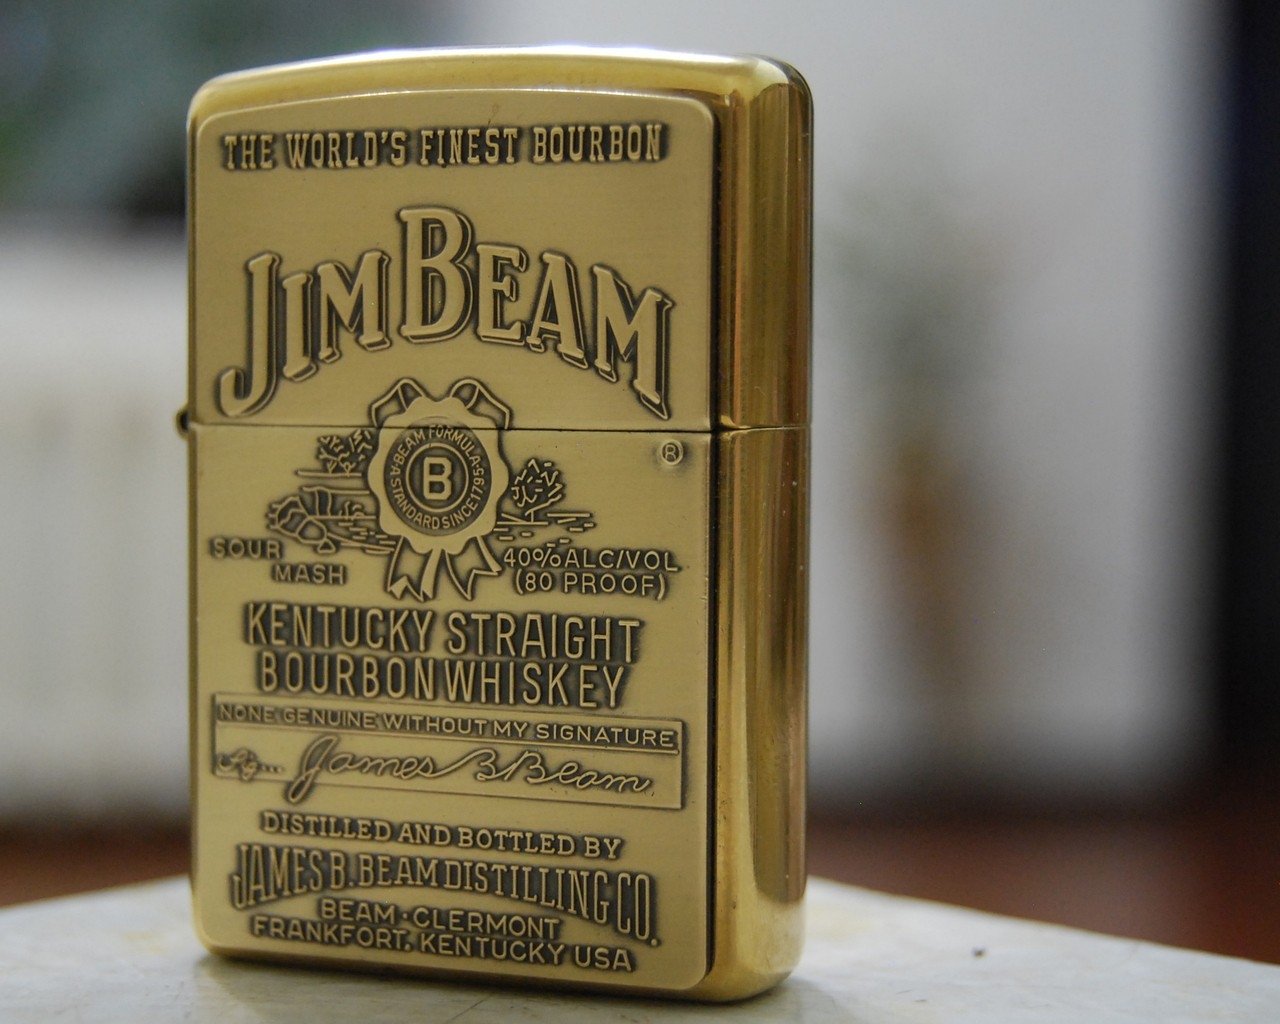 THE WORLD'S FINEST BOURBON
JIM BEAM
®
A STANDARD SINCE 1795
BEAM FORMULA
B
SOUR
MASH
40% ALC/VOL
(80 PROOF)
KENTUCKY STRAIGHT
BOURBON WHISKEY
NONE GENUINE WITHOUT MY SIGNATURE
James B Beam
DISTILLED AND BOTTLED BY
JAMES B. BEAM DISTILLING CO.
BEAM · CLERMONT
FRANKFORT, KENTUCKY USA